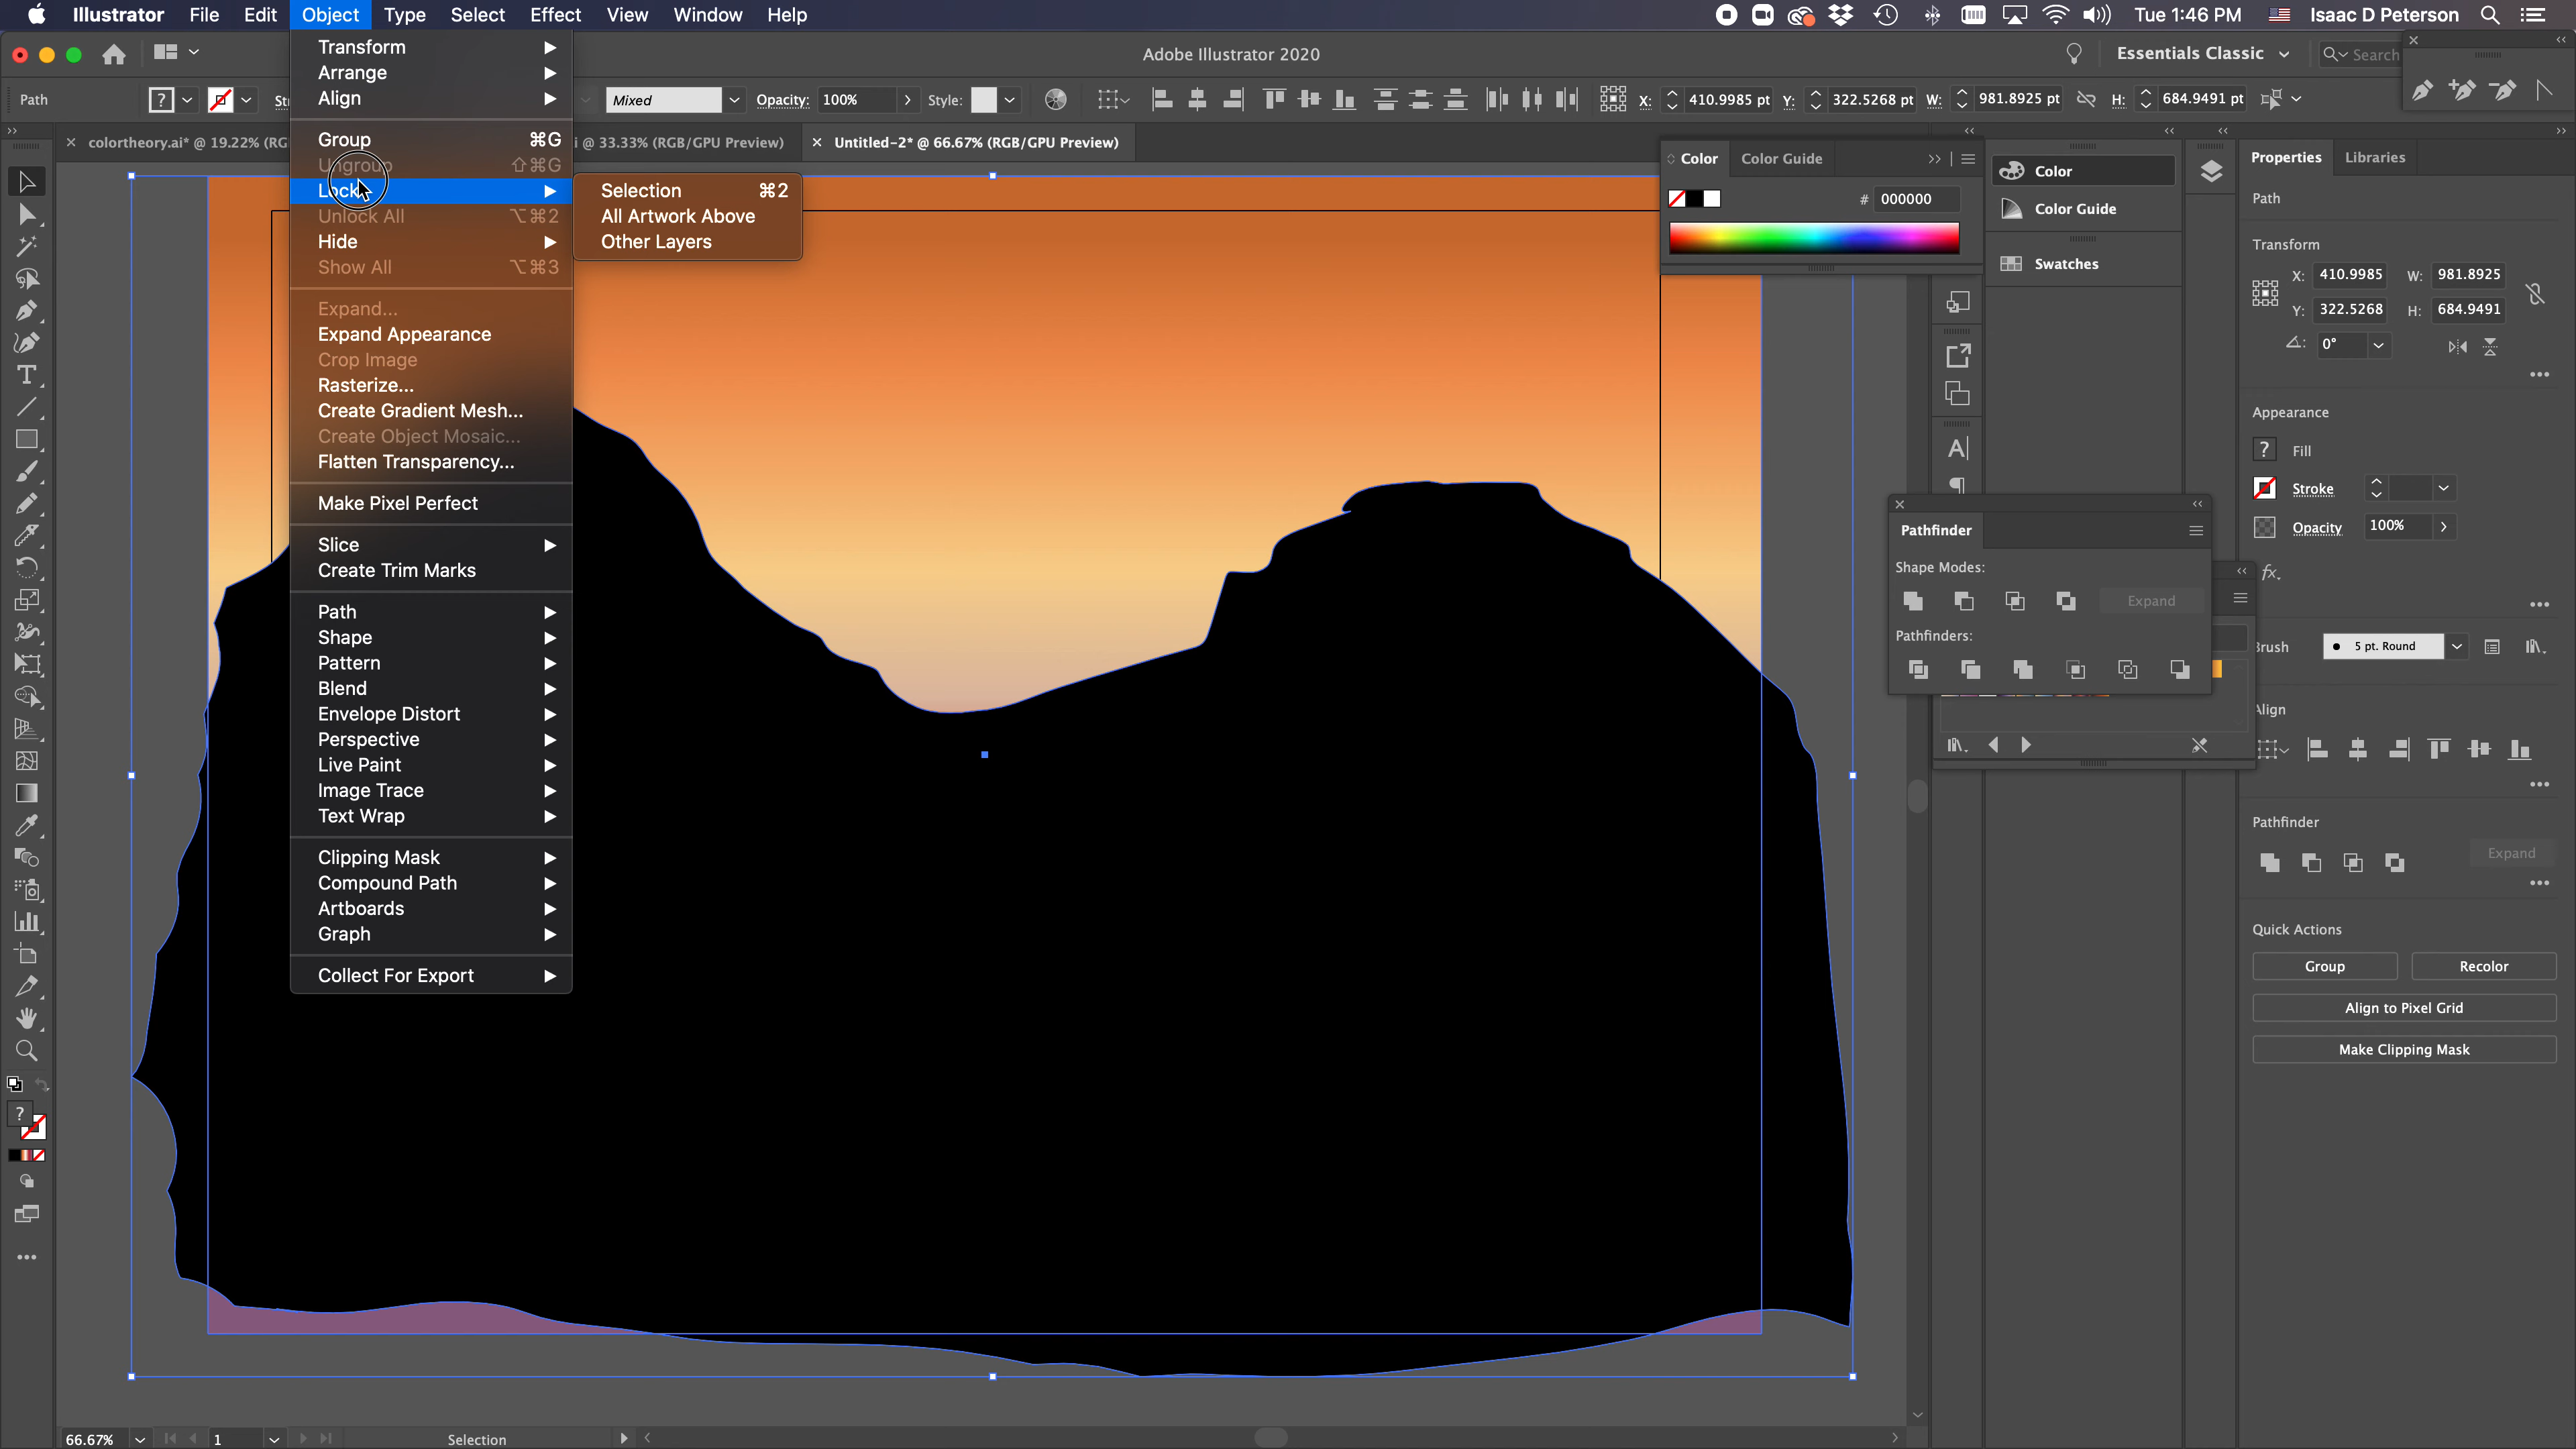 Illustrator File Edit Object Type Select Effect View Window Help
Tue 1:46 PM Isaac D Peterson
Adobe Illustrator 2020
Essentials Classic
Search
Path
Mixed
Opacity: 100%
Style:
X: 410.9985 pt Y: 322.5268 pt W: 981.8925 pt H: 684.9491 pt
× colortheory.ai* @ 19.22% (RG
i @ 33.33% (RGB/GPU Preview)
× Untitled-2* @ 66.67% (RGB/GPU Preview)
Transform
Arrange
Align
Group ⌘G
Ungroup ⇧⌘G
Lock
Unlock All ⌥⌘2
Hide
Show All ⌥⌘3
Expand...
Expand Appearance
Crop Image
Rasterize...
Create Gradient Mesh...
Create Object Mosaic...
Flatten Transparency...
Make Pixel Perfect
Slice
Create Trim Marks
Path
Shape
Pattern
Blend
Envelope Distort
Perspective
Live Paint
Image Trace
Text Wrap
Clipping Mask
Compound Path
Artboards
Graph
Collect For Export
Selection ⌘2
All Artwork Above
Other Layers
Color Color Guide
# 000000
Color
Color Guide
Swatches
Pathfinder
Shape Modes:
Expand
Pathfinders:
Properties Libraries
Path
Transform
X: 410.9985 W: 981.8925
Y: 322.5268 H: 684.9491
0°
Appearance
? Fill
Stroke
Opacity 100%
fx.
Brush 5 pt. Round
Align
Pathfinder
Expand
Quick Actions
Group Recolor
Align to Pixel Grid
Make Clipping Mask
66.67% 1 Selection